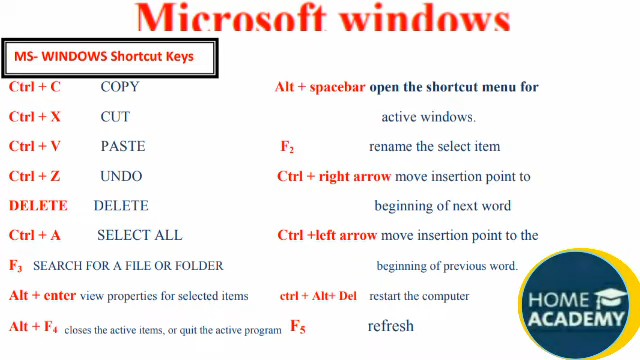 Microsoft windows
MS- WINDOWS Shortcut Keys
Ctrl + C COPY
Ctrl + X CUT
Ctrl + V PASTE
Ctrl + Z UNDO
DELETE DELETE
Ctrl + A SELECT ALL
F3 SEARCH FOR A FILE OR FOLDER
Alt + enter view properties for selected items
Alt + F4 closes the active items, or quit the active program
Alt + spacebar open the shortcut menu for
active windows.
F2 rename the select item
Ctrl + right arrow move insertion point to
beginning of next word
Ctrl +left arrow move insertion point to the
beginning of previous word.
ctrl + Alt+ Del restart the computer
F5 refresh
HOME
ACADEMY